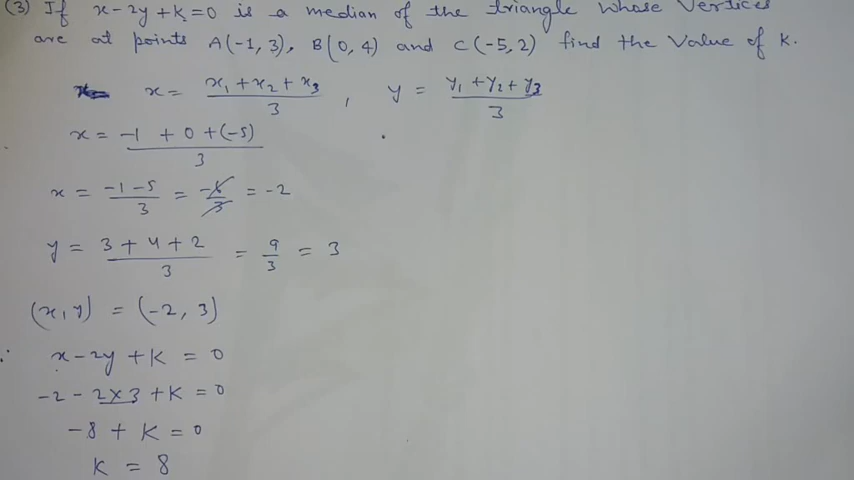 (3) If x-2y+k=0 is a median of the triangle whose vertices
are at points A(-1,3), B(0,4) and C(-5,2) find the value of k.
x = x₁+x₂+x₃/3 , y = y₁+y₂+y₃/3
x = -1+0+(-5)/3
x = -1-5/3 = -6/3 = -2
y = 3+4+2/3 = 9/3 = 3
(x,y) = (-2, 3)
∴ x-2y+k = 0
-2-2×3+k = 0
-8+k = 0
k = 8